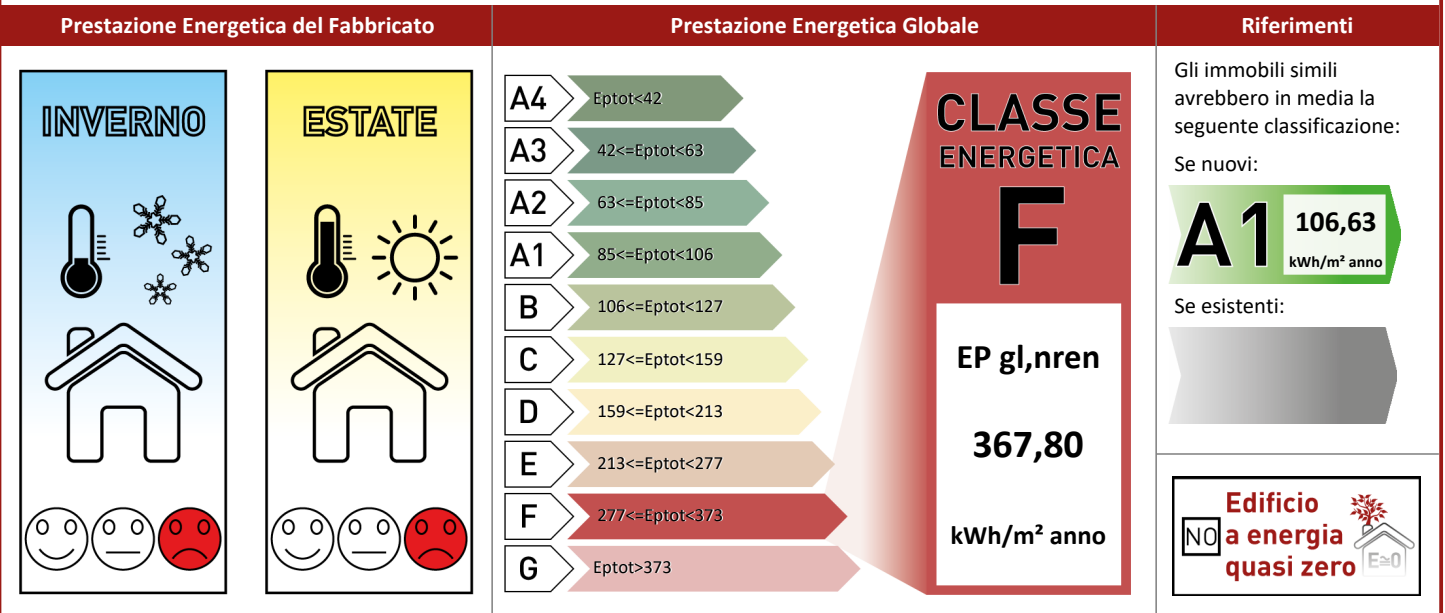 Prestazione Energetica del Fabbricato
Prestazione Energetica Globale
Riferimenti
INVERNO
ESTATE
A4
Eptot<42
A3
42<=Eptot<63
A2
63<=Eptot<85
A1
85<=Eptot<106
B
106<=Eptot<127
C
127<=Eptot<159
D
159<=Eptot<213
E
213<=Eptot<277
F
277<=Eptot<373
G
Eptot>373
CLASSE
ENERGETICA
F
EP gl,nren
367,80
kWh/m² anno
Gli immobili simili
avrebbero in media la
seguente classificazione:
Se nuovi:
A1
106,63
kWh/m² anno
Se esistenti:
Edificio
NO a energia
quasi zero
E≃0